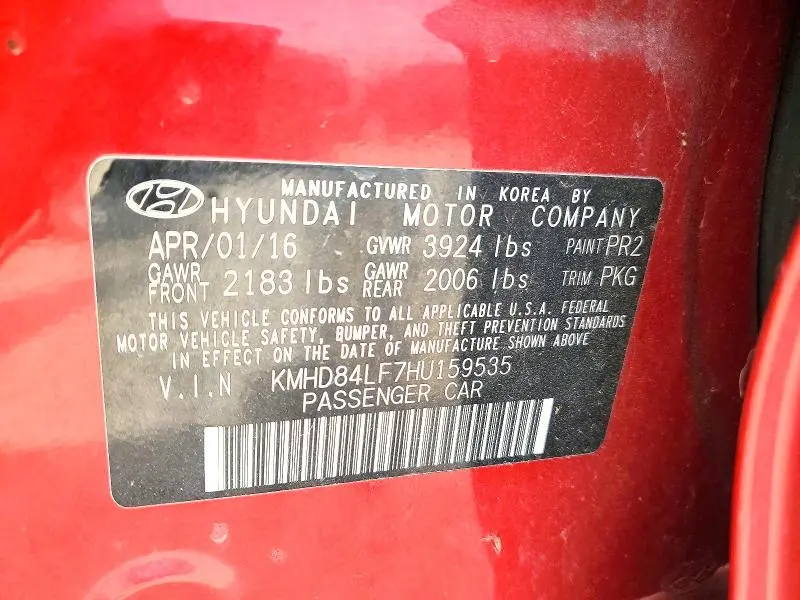 MANUFACTURED IN KOREA BY
HYUNDAI MOTOR COMPANY
APR/01/16 GVWR 3924 lbs PAINT PR2
GAWR FRONT 2183 lbs GAWR REAR 2006 lbs TRIM PKG
THIS VEHICLE CONFORMS TO ALL APPLICABLE U.S.A. FEDERAL
MOTOR VEHICLE SAFETY, BUMPER, AND THEFT PREVENTION STANDARDS
IN EFFECT ON THE DATE OF MANUFACTURE SHOWN ABOVE
V.I.N KMHD84LF7HU159535
PASSENGER CAR